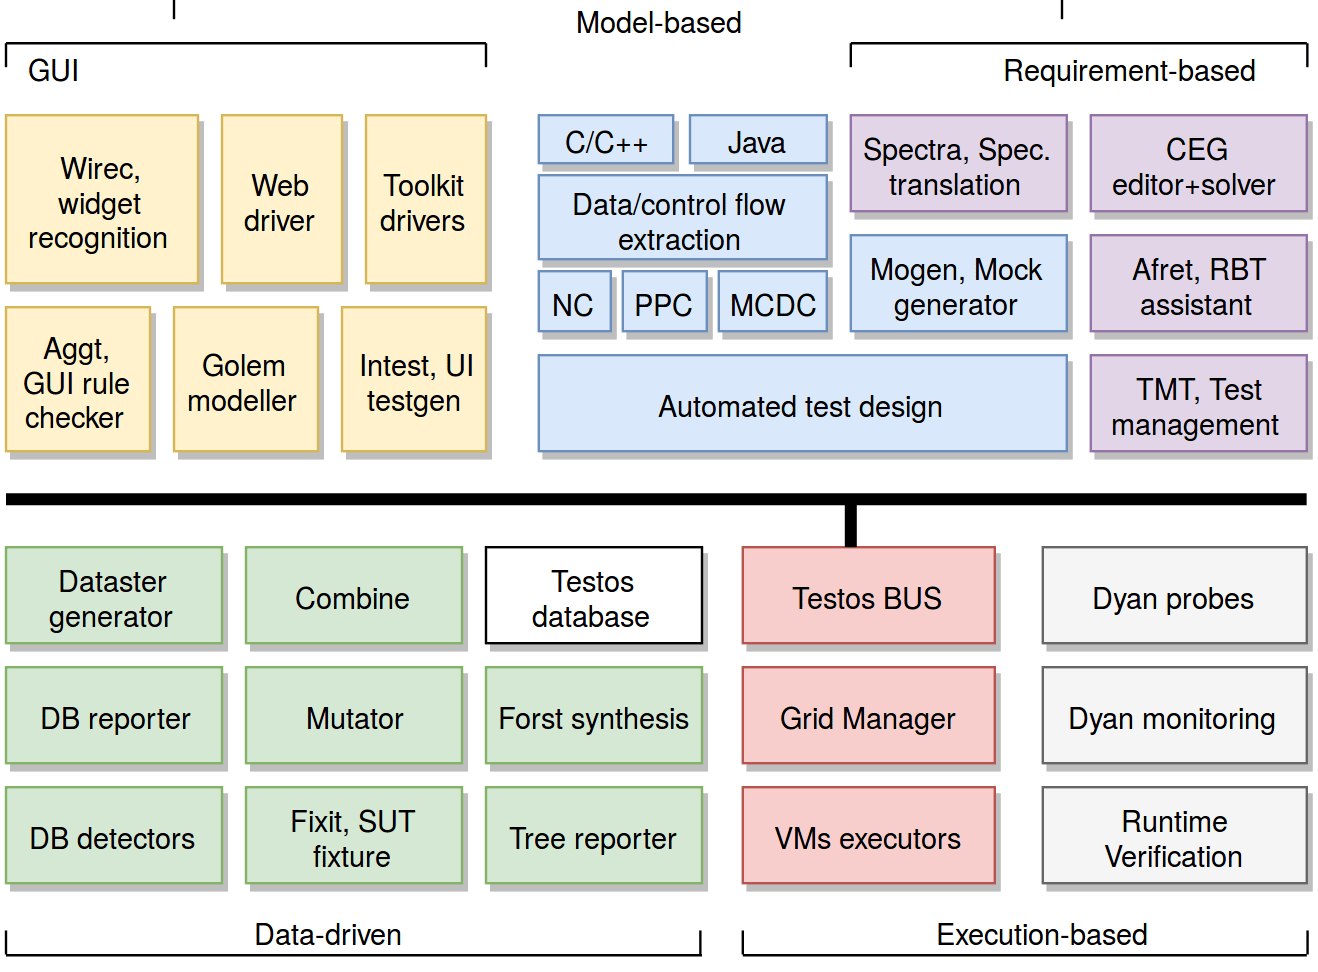 Model-based
GUI
Requirement-based
Wirec,
widget
recognition
Web
driver
Toolkit
drivers
C/C++
Java
Data/control flow
extraction
NC
PPC
MCDC
Spectra, Spec.
translation
CEG
editor+solver
Mogen, Mock
generator
Afret, RBT
assistant
Aggt,
GUI rule
checker
Golem
modeller
Intest, UI
testgen
Automated test design
TMT, Test
management
Dataster
generator
Combine
Testos
database
Testos BUS
Dyan probes
DB reporter
Mutator
Forst synthesis
Grid Manager
Dyan monitoring
DB detectors
Fixit, SUT
fixture
Tree reporter
VMs executors
Runtime
Verification
Data-driven
Execution-based